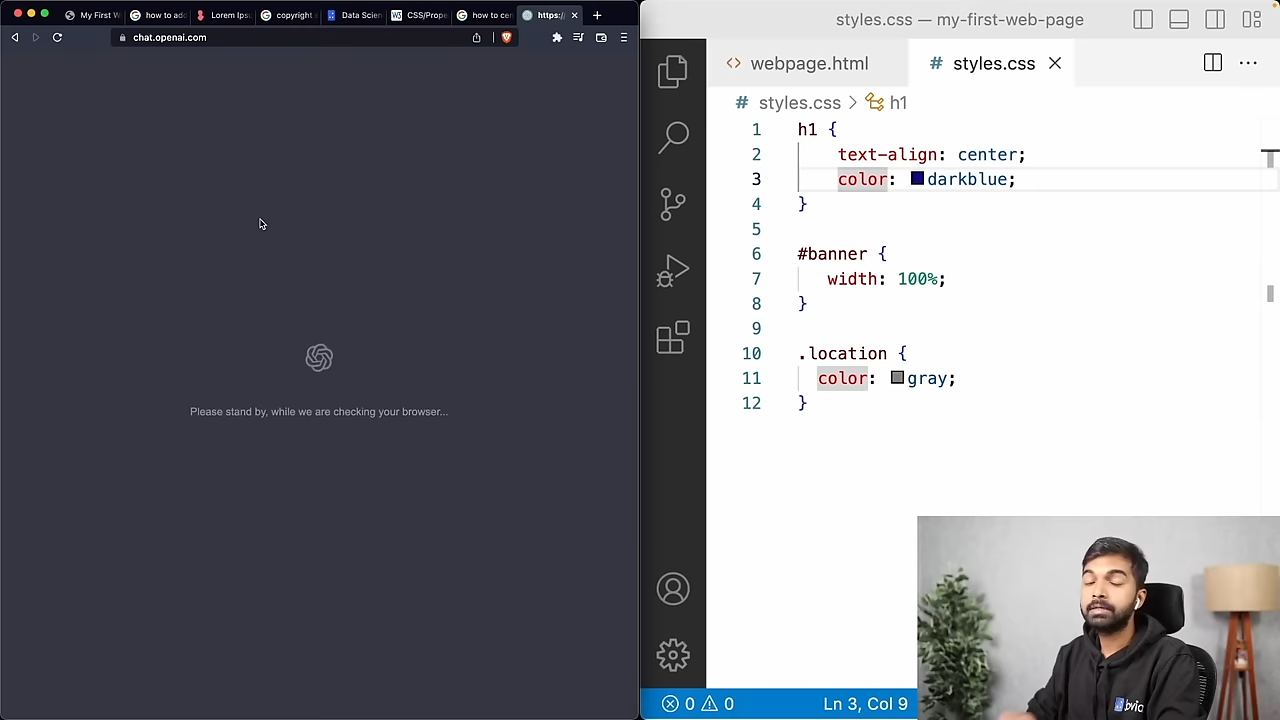 My First W
how to add
Lorem Ipsu
copyright s
Data Scien
CSS/Prope
how to cen
https:/
chat.openai.com
Please stand by, while we are checking your browser...
styles.css — my-first-web-page
webpage.html
# styles.css
# styles.css > h1
1 h1 {
2 text-align: center;
3 color: darkblue;
4 }
5
6 #banner {
7 width: 100%;
8 }
9
10 .location {
11 color: gray;
12 }
0 0
Ln 3, Col 9